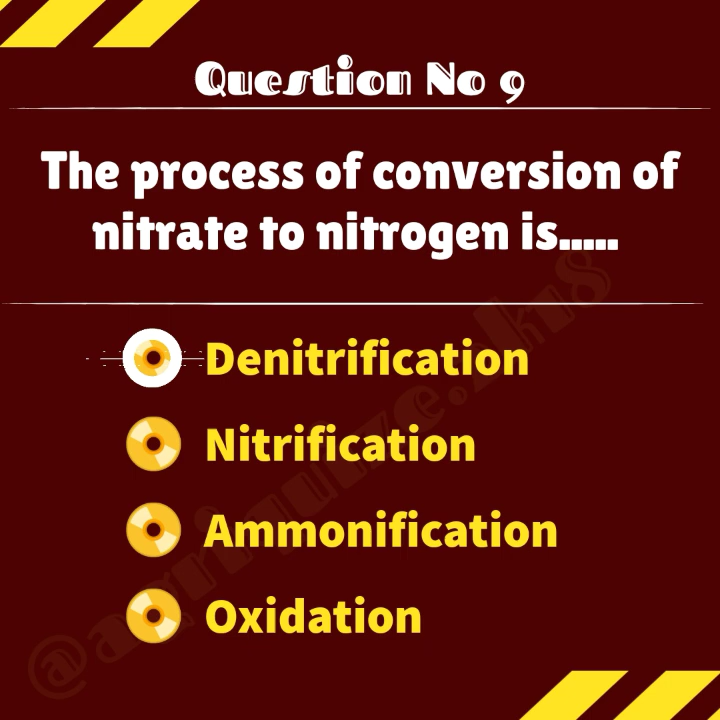 Question No 9
The process of conversion of
nitrate to nitrogen is.....
Denitrification
Nitrification
Ammonification
Oxidation